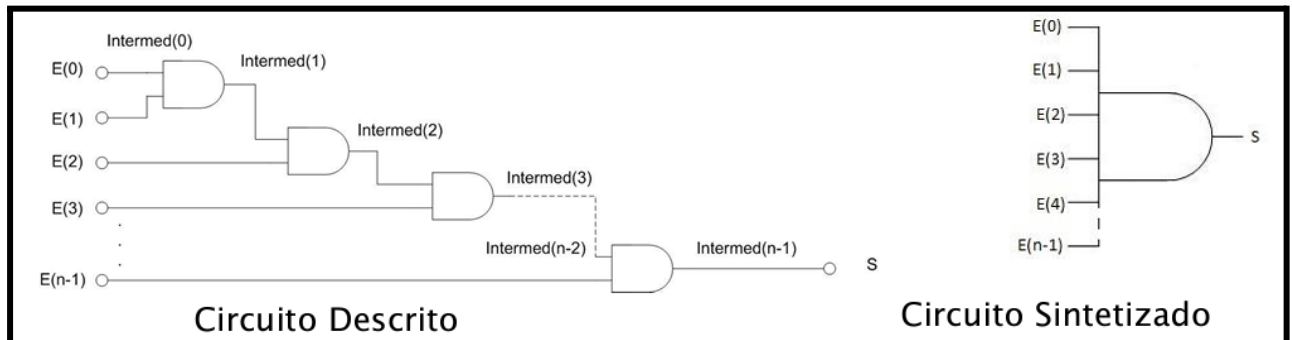 Intermed(0)
E(0)
Intermed(1)
E(1)
Intermed(2)
E(2)
Intermed(3)
E(3)
.
.
.
Intermed(n-2)
Intermed(n-1)
S
E(n-1)
Circuito Descrito
E(0)
E(1)
E(2)
S
E(3)
E(4)
E(n-1)
Circuito Sintetizado